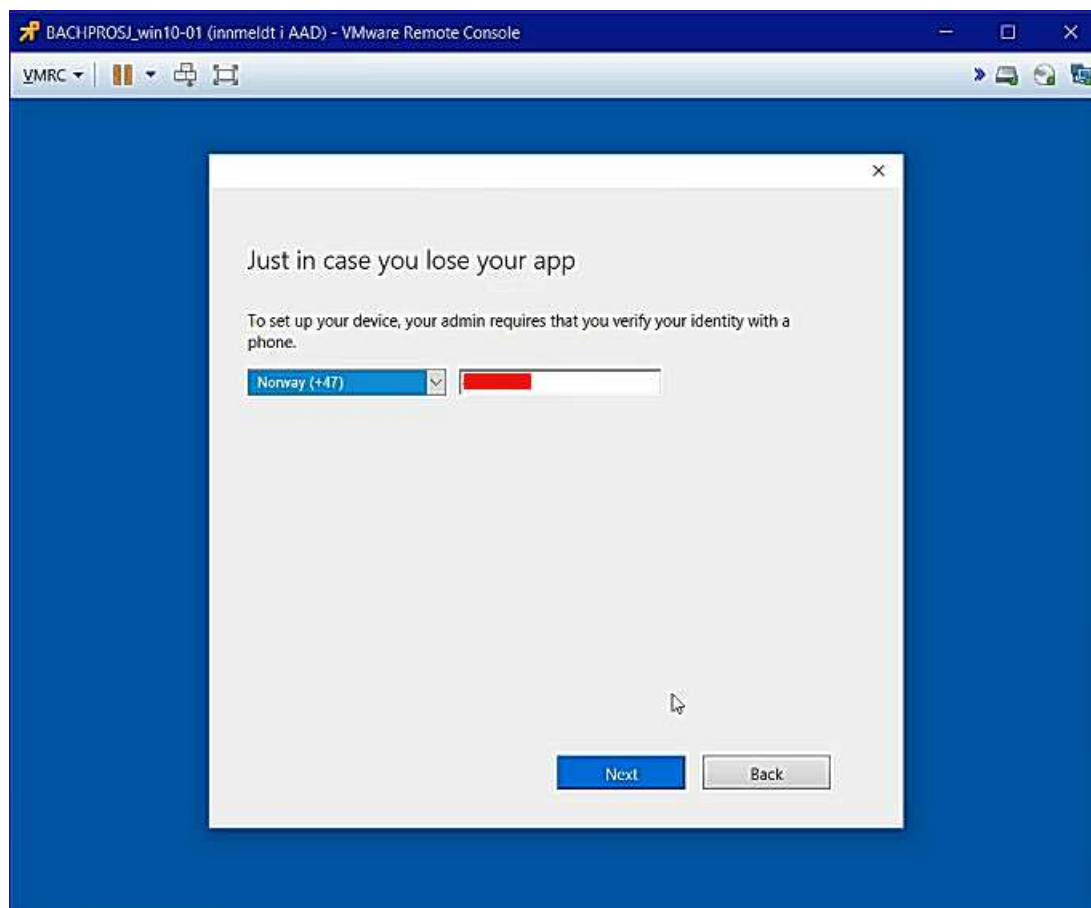 BACHPROSJ_win10-01 (innmeldt i AAD) - VMware Remote Console
VMRC
Just in case you lose your app
To set up your device, your admin requires that you verify your identity with a
phone.
Norway (+47)
Next Back